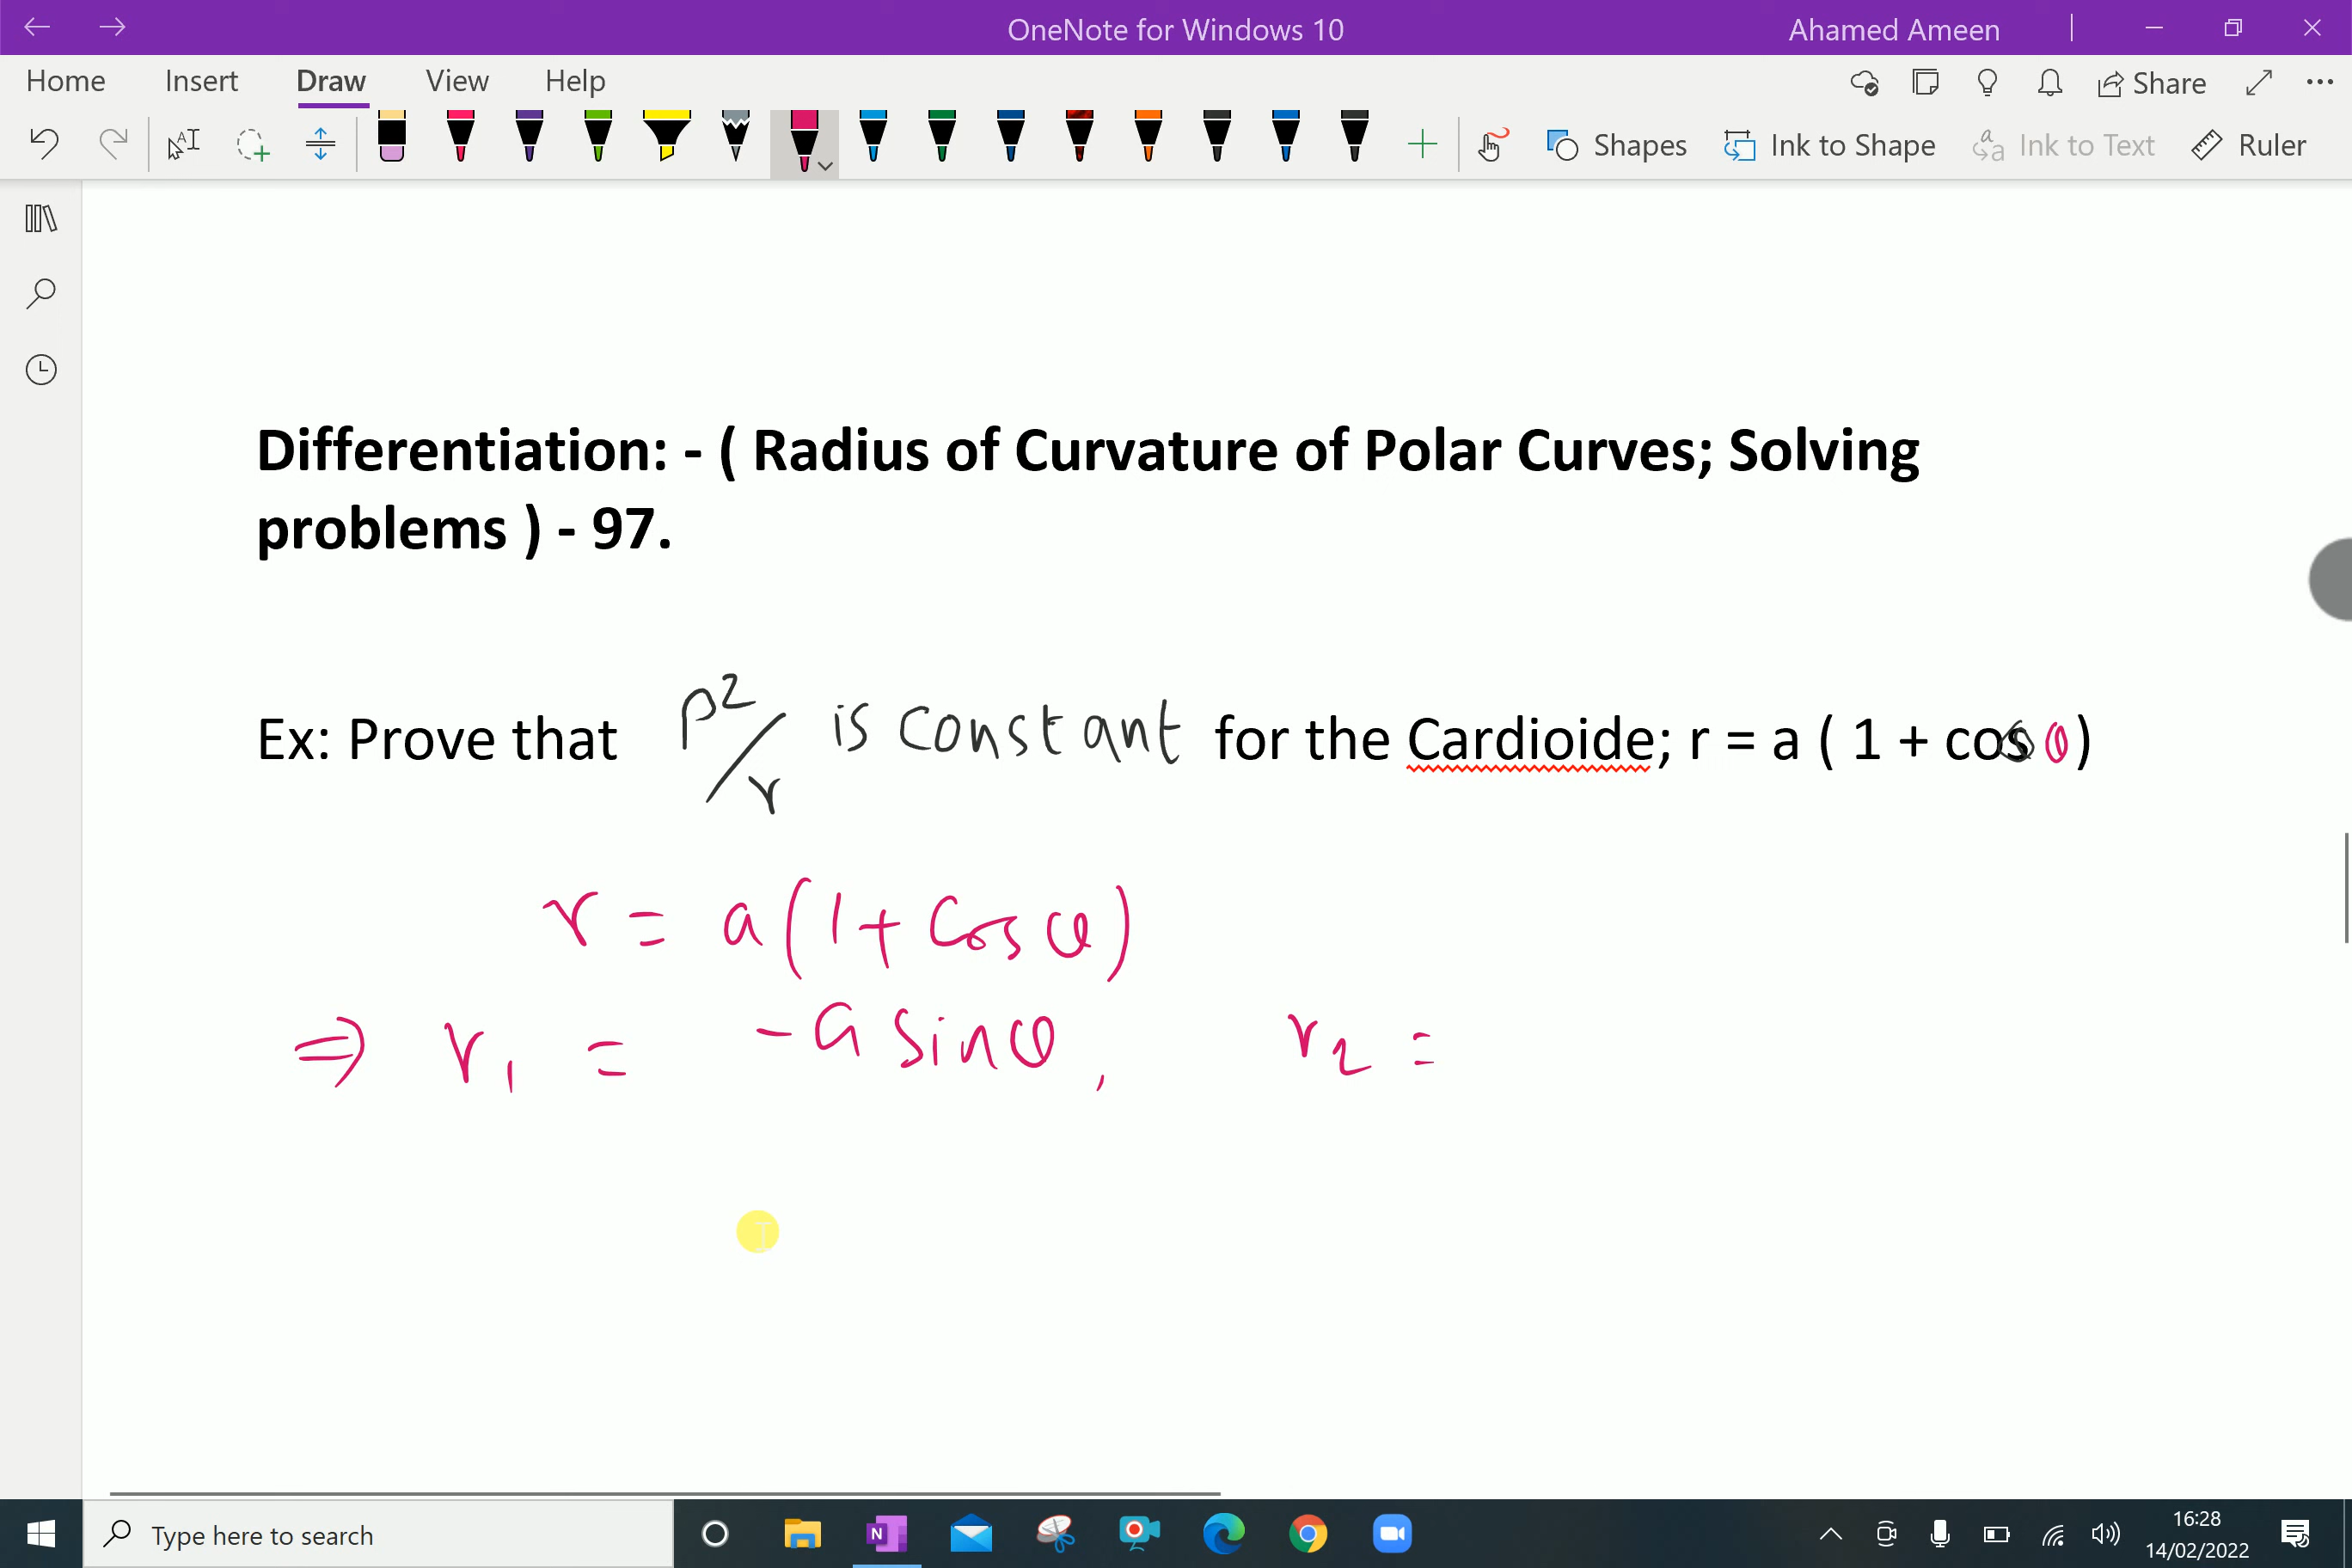 OneNote for Windows 10
Ahamed Ameen
Home Insert Draw View Help
Share
Shapes Ink to Shape Ink to Text Ruler
Differentiation: - ( Radius of Curvature of Polar Curves; Solving
problems ) - 97.
Ex: Prove that ρ²/r is constant for the Cardioide; r = a ( 1 + cos θ)
r = a(1+ Cos θ)
⇒ r₁ = -a sinθ, r₂ =
Type here to search
16:28
14/02/2022